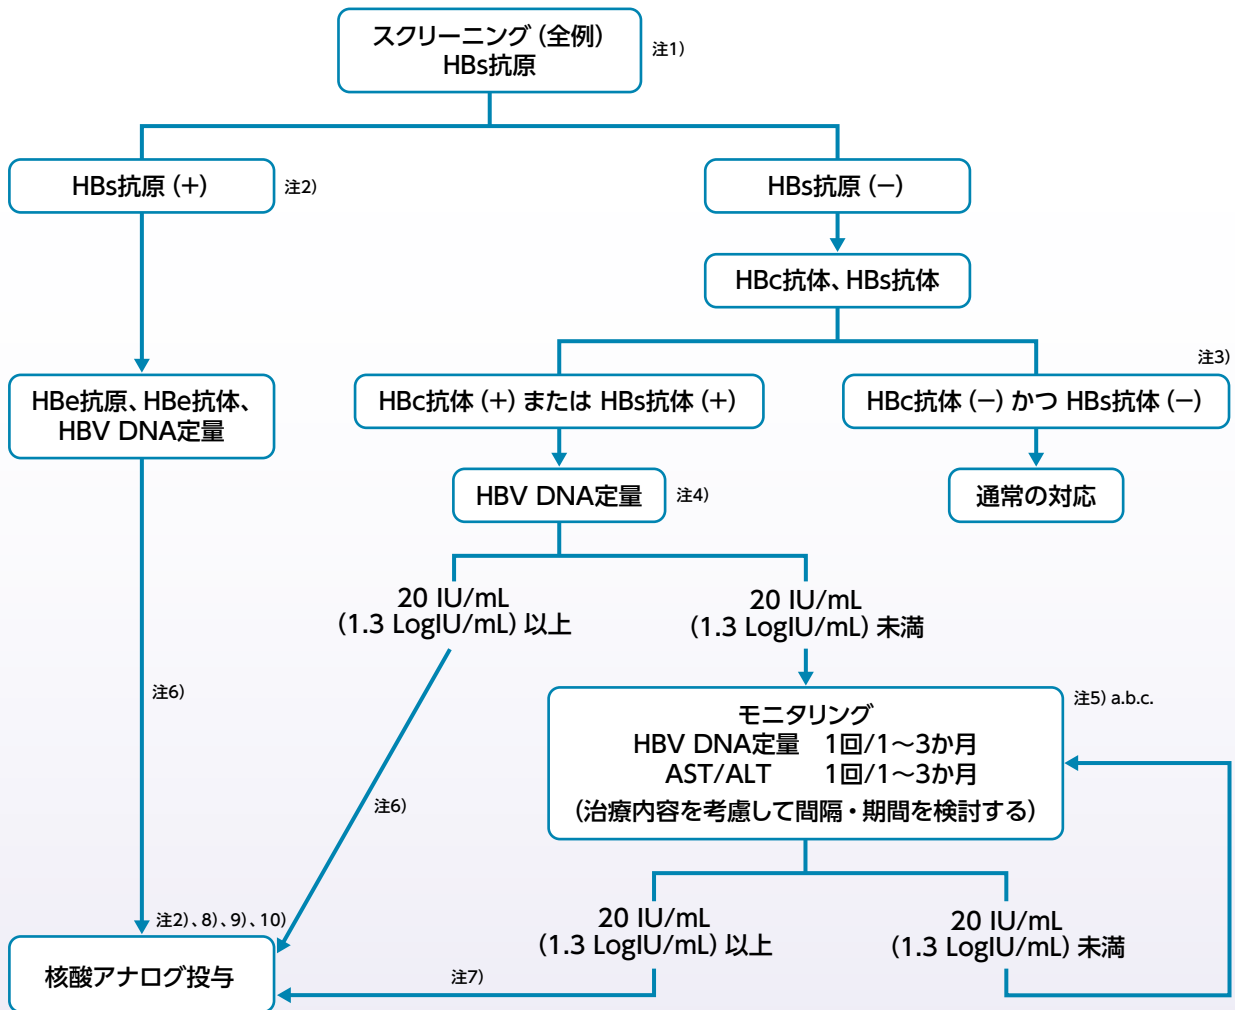 スクリーニング（全例）
HBs抗原
注1）
HBs抗原（+）
注2）
HBs抗原（−）
HBc抗体、HBs抗体
注3）
HBe抗原、HBe抗体、
HBV DNA定量
HBc抗体（+）または HBs抗体（+）
HBc抗体（−）かつ HBs抗体（−）
HBV DNA定量
注4）
通常の対応
20 IU/mL
（1.3 LogIU/mL）以上
20 IU/mL
（1.3 LogIU/mL）未満
注6）
注5）a.b.c.
モニタリング
HBV DNA定量　1回/1〜3か月
AST/ALT　1回/1〜3か月
（治療内容を考慮して間隔・期間を検討する）
注6）
注2）、8）、9）、10）
20 IU/mL
（1.3 LogIU/mL）以上
20 IU/mL
（1.3 LogIU/mL）未満
核酸アナログ投与
注7）